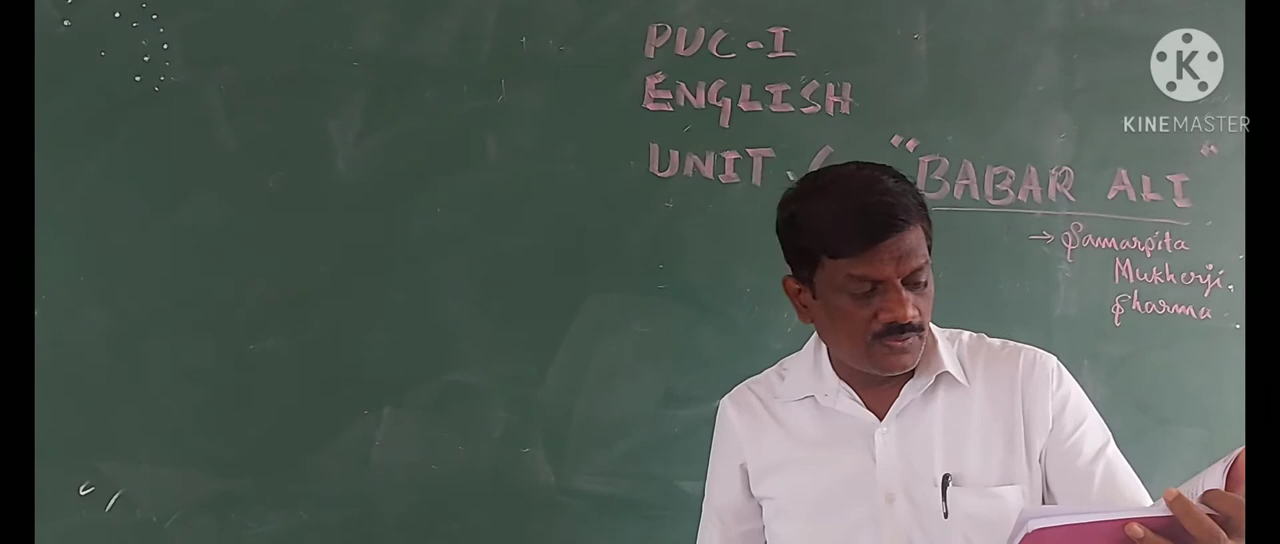 PUC-I
ENGLISH
UNIT.
"BABAR ALI"
→ Samarpita
Mukherji.
Sharma
K
KINEMASTER